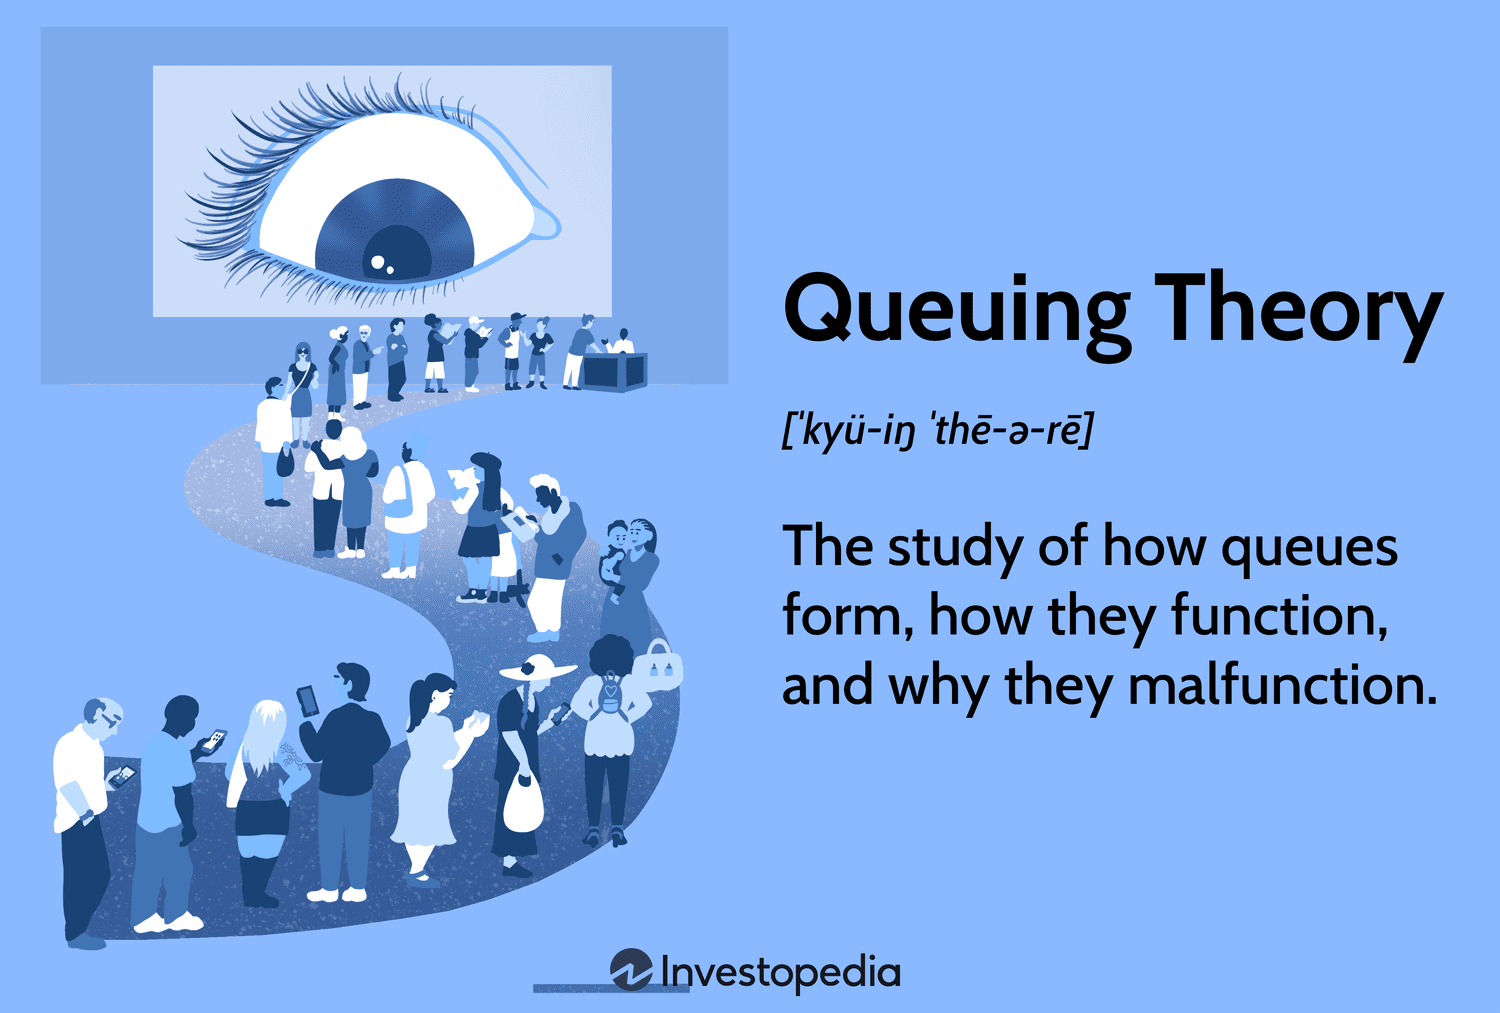 Queuing Theory
[ˈkyü-iŋ ˈthē-ə-rē]
The study of how queues
form, how they function,
and why they malfunction.
Investopedia